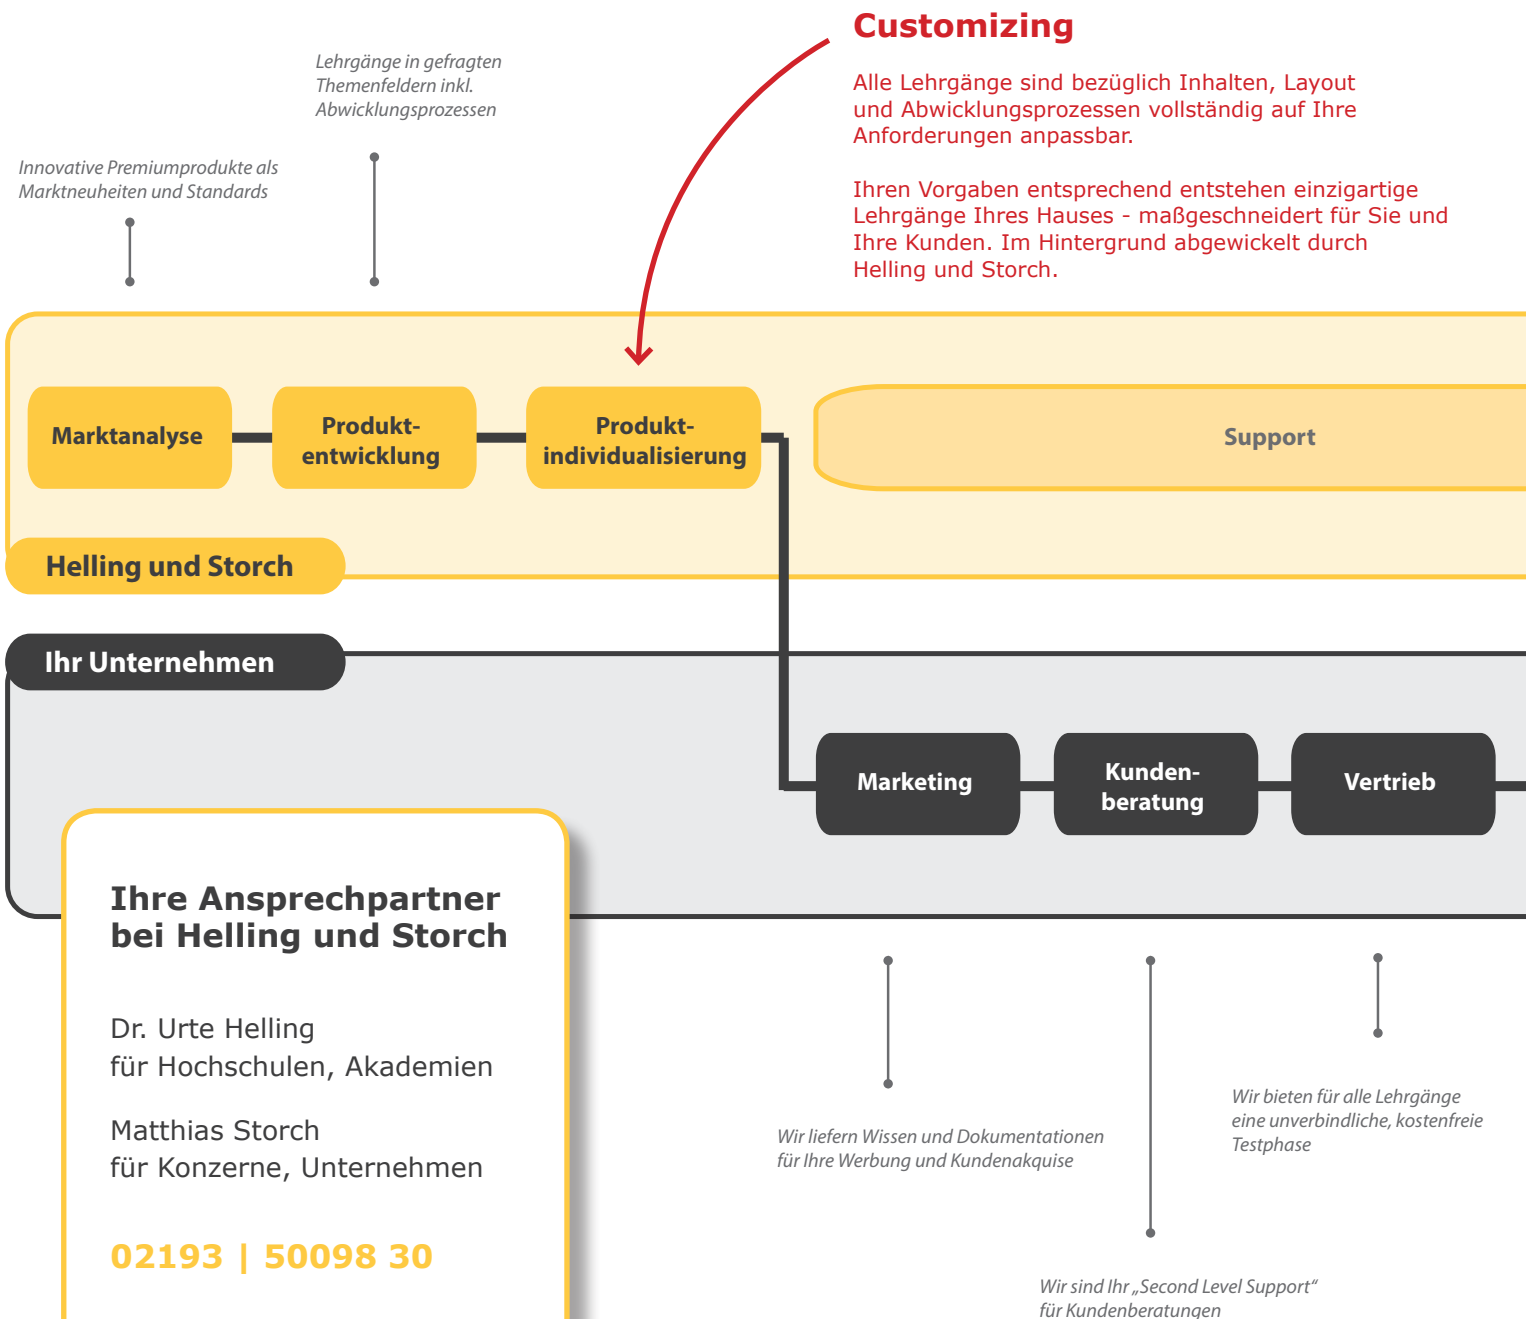 Customizing
Alle Lehrgänge sind bezüglich Inhalten, Layout
und Abwicklungsprozessen vollständig auf Ihre
Anforderungen anpassbar.
Ihren Vorgaben entsprechend entstehen einzigartige
Lehrgänge Ihres Hauses - maßgeschneidert für Sie und
Ihre Kunden. Im Hintergrund abgewickelt durch
Helling und Storch.
Lehrgänge in gefragten
Themenfeldern inkl.
Abwicklungsprozessen
Innovative Premiumprodukte als
Marktneuheiten und Standards
Marktanalyse
Produkt-
entwicklung
Produkt-
individualisierung
Support
Helling und Storch
Ihr Unternehmen
Marketing
Kunden-
beratung
Vertrieb
Ihre Ansprechpartner
bei Helling und Storch
Dr. Urte Helling
für Hochschulen, Akademien
Matthias Storch
für Konzerne, Unternehmen
02193 | 50098 30
Wir liefern Wissen und Dokumentationen
für Ihre Werbung und Kundenakquise
Wir bieten für alle Lehrgänge
eine unverbindliche, kostenfreie
Testphase
Wir sind Ihr „Second Level Support“
für Kundenberatungen